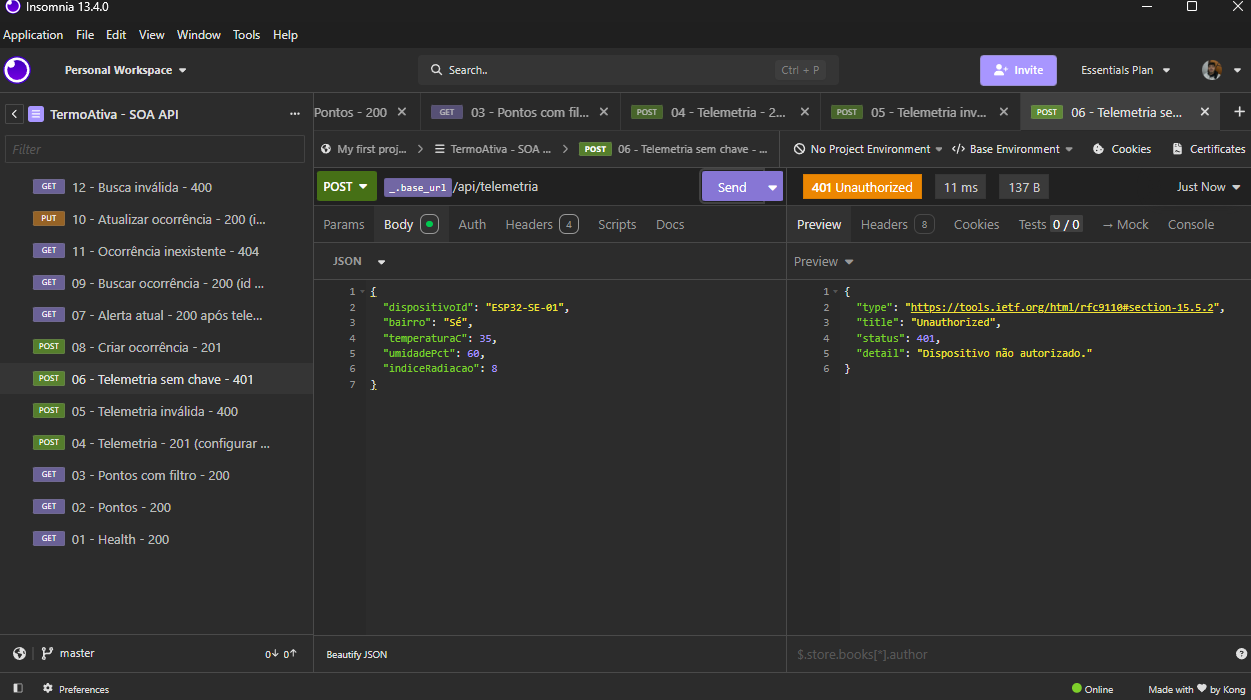 Insomnia 13.4.0
Application File Edit View Window Tools Help
Personal Workspace
Search..
Ctrl + P
Invite
Essentials Plan
TermoAtiva - SOA API
Filter
GET 12 - Busca inválida - 400
PUT 10 - Atualizar ocorrência - 200 (i...
GET 11 - Ocorrência inexistente - 404
GET 09 - Buscar ocorrência - 200 (id ...
GET 07 - Alerta atual - 200 após tele...
POST 08 - Criar ocorrência - 201
POST 06 - Telemetria sem chave - 401
POST 05 - Telemetria inválida - 400
POST 04 - Telemetria - 201 (configurar ...
GET 03 - Pontos com filtro - 200
GET 02 - Pontos - 200
GET 01 - Health - 200
master
0 0
Preferences
Pontos - 200
GET 03 - Pontos com fil...
POST 04 - Telemetria - 2...
POST 05 - Telemetria inv...
POST 06 - Telemetria se...
My first proj... TermoAtiva - SOA ... POST 06 - Telemetria sem chave - ...
No Project Environment </> Base Environment Cookies Certificates
POST _.base_url /api/telemetria
Send
Params Body Auth Headers 4 Scripts Docs
JSON
1 {
2 "dispositivoId": "ESP32-SE-01",
3 "bairro": "Sé",
4 "temperaturaC": 35,
5 "umidadePct": 60,
6 "indiceRadiacao": 8
7 }
Beautify JSON
401 Unauthorized 11 ms 137 B Just Now
Preview Headers 8 Cookies Tests 0 / 0 → Mock Console
Preview
1 {
2 "type": "https://tools.ietf.org/html/rfc9110#section-15.5.2",
3 "title": "Unauthorized",
4 "status": 401,
5 "detail": "Dispositivo não autorizado."
6 }
$.store.books[*].author
Online
Made with ♥ by Kong